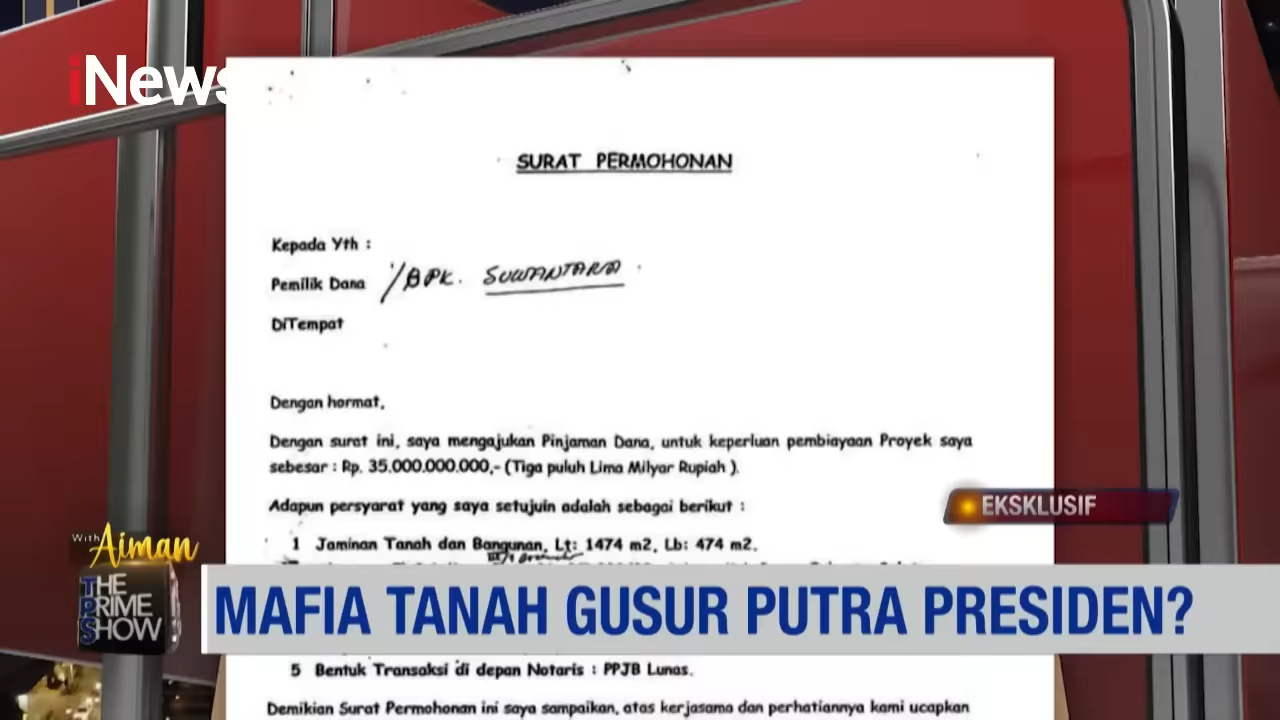 iNews
SURAT PERMOHONAN
Kepada Yth :
Pemilik Dana /BPK. SUWANTARA
DiTempat
Dengan hormat,
Dengan surat ini, saya mengajukan Pinjaman Dana, untuk keperluan pembiayaan Proyek saya
sebesar : Rp. 35.000.000.000,- (Tiga puluh Lima Milyar Rupiah ).
Adapun persyarat yang saya setujuin adalah sebagai berikut :
EKSKLUSIF
1 Jaminan Tanah dan Bangunan, Lt: 1474 m2, Lb: 474 m2.
With Aiman
THE PRIME SHOW
TPS
MAFIA TANAH GUSUR PUTRA PRESIDEN?
5 Bentuk Transaksi di depan Notaris : PPJB Lunas.
Demikian Surat Permohonan ini saya sampaikan, atas kerjasama dan perhatiannya kami ucapkan